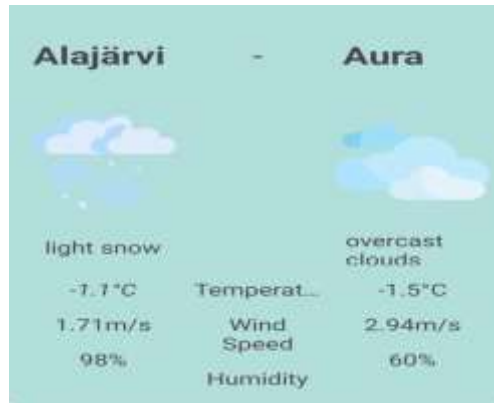 Alajärvi - Aura
light snow
overcast
clouds
-1.1°C Temperat... -1.5°C
1.71m/s Wind
Speed 2.94m/s
98% Humidity 60%